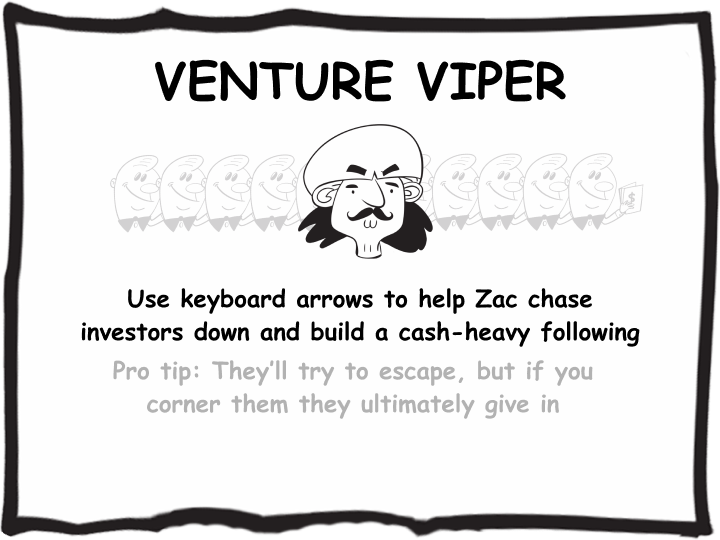 VENTURE VIPER
$
Use keyboard arrows to help Zac chase
investors down and build a cash-heavy following
Pro tip: They’ll try to escape, but if you
corner them they ultimately give in